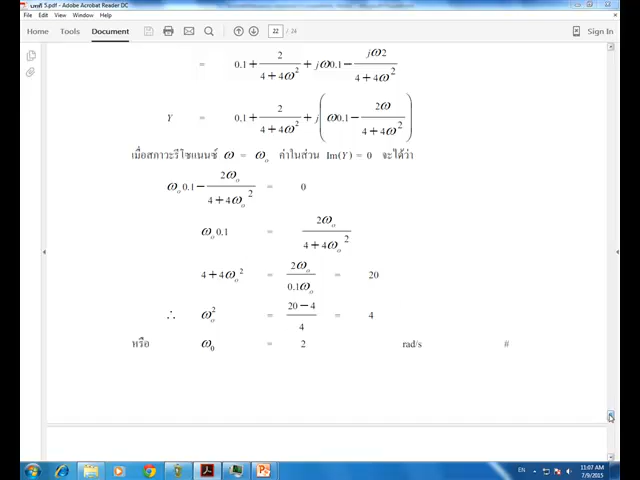 บทที่ 5.pdf - Adobe Acrobat Reader DC
File Edit View Window Help
Home Tools Document 22 / 24 Sign In
= 0.1 + 2/(4+4ω²) + jω0.1 − jω2/(4+4ω²)
Y = 0.1 + 2/(4+4ω²) + j(ω0.1 − 2ω/(4+4ω²))
เมื่อสภาวะรีโซแนนซ์ ω = ωₒ ค่าในส่วน Im(Y) = 0 จะได้ว่า
ωₒ0.1 − 2ωₒ/(4+4ωₒ²) = 0
ωₒ0.1 = 2ωₒ/(4+4ωₒ²)
4+4ωₒ² = 2ωₒ/0.1ωₒ = 20
∴ ωₒ² = (20−4)/4 = 4
หรือ ω₀ = 2 rad/s #
EN 11:07 AM
7/9/2015